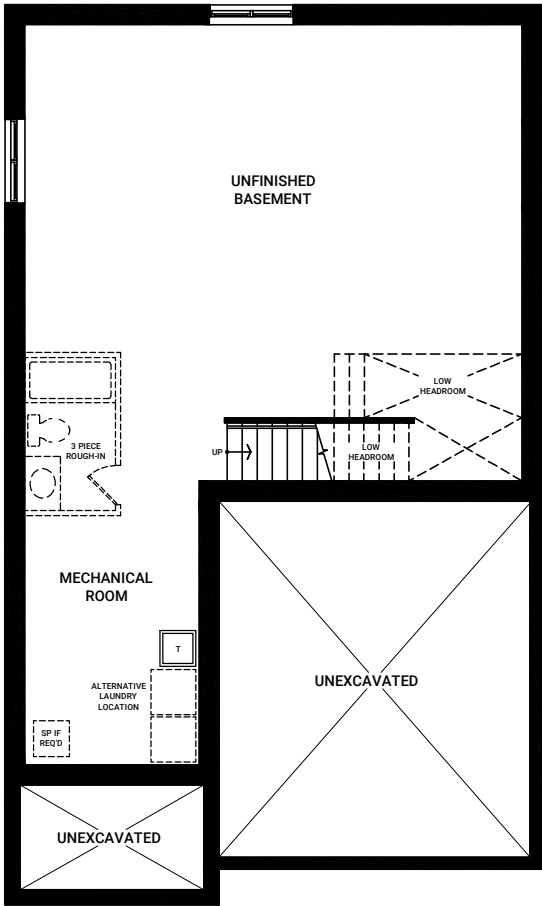 UNFINISHED
BASEMENT
LOW
HEADROOM
3 PIECE
ROUGH-IN
UP
LOW
HEADROOM
MECHANICAL
ROOM
T
UNEXCAVATED
ALTERNATIVE
LAUNDRY
LOCATION
SP IF
REQ'D
UNEXCAVATED